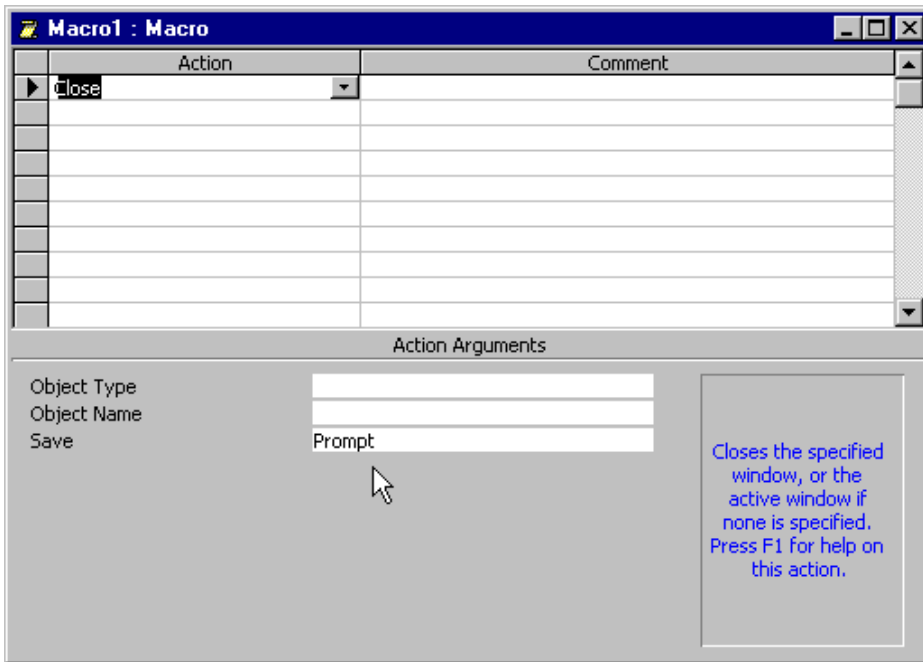 Macro1 : Macro
Action Comment
Close
Action Arguments
Object Type
Object Name
Save Prompt
Closes the specified
window, or the
active window if
none is specified.
Press F1 for help on
this action.